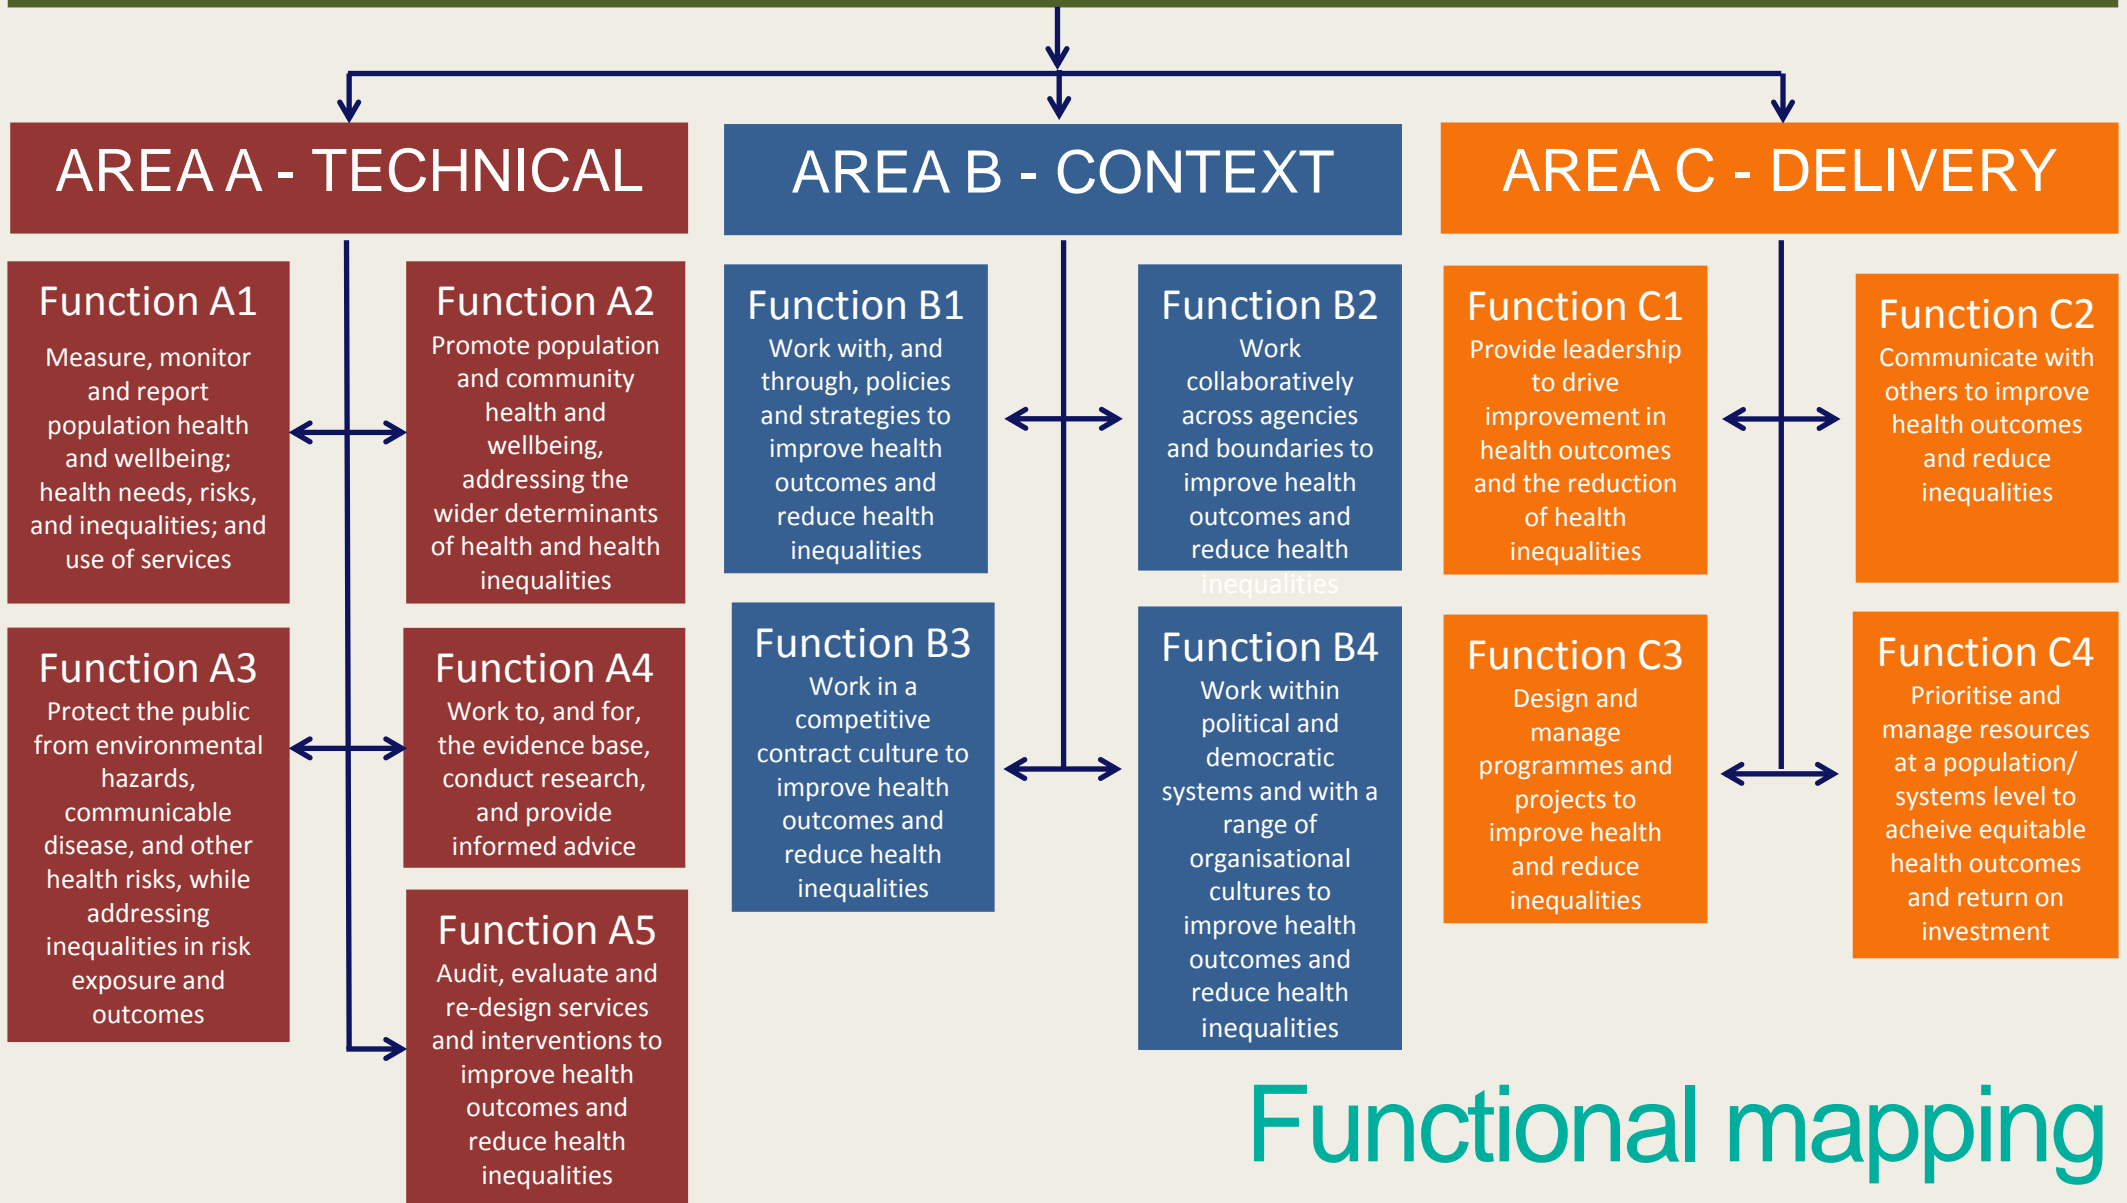 AREA A - TECHNICAL
Function A1
Measure, monitor
and report
population health
and wellbeing;
health needs, risks,
and inequalities; and
use of services
Function A2
Promote population
and community
health and
wellbeing,
addressing the
wider determinants
of health and health
inequalities
Function A3
Protect the public
from environmental
hazards,
communicable
disease, and other
health risks, while
addressing
inequalities in risk
exposure and
outcomes
Function A4
Work to, and for,
the evidence base,
conduct research,
and provide
informed advice
Function A5
Audit, evaluate and
re-design services
and interventions to
improve health
outcomes and
reduce health
inequalities
AREA B - CONTEXT
Function B1
Work with, and
through, policies
and strategies to
improve health
outcomes and
reduce health
inequalities
Function B2
Work
collaboratively
across agencies
and boundaries to
improve health
outcomes and
reduce health
inequalities
Function B3
Work in a
competitive
contract culture to
improve health
outcomes and
reduce health
inequalities
Function B4
Work within
political and
democratic
systems and with a
range of
organisational
cultures to
improve health
outcomes and
reduce health
inequalities
AREA C - DELIVERY
Function C1
Provide leadership
to drive
improvement in
health outcomes
and the reduction
of health
inequalities
Function C2
Communicate with
others to improve
health outcomes
and reduce
inequalities
Function C3
Design and
manage
programmes and
projects to
improve health
and reduce
inequalities
Function C4
Prioritise and
manage resources
at a population/
systems level to
acheive equitable
health outcomes
and return on
investment
Functional mapping